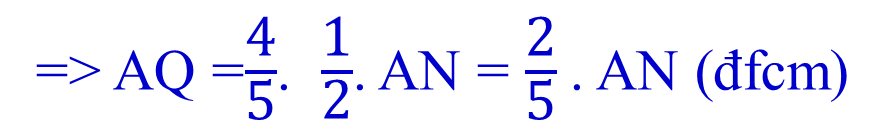 => AQ =4/5. 1/2. AN = 2/5 . AN (đfcm)